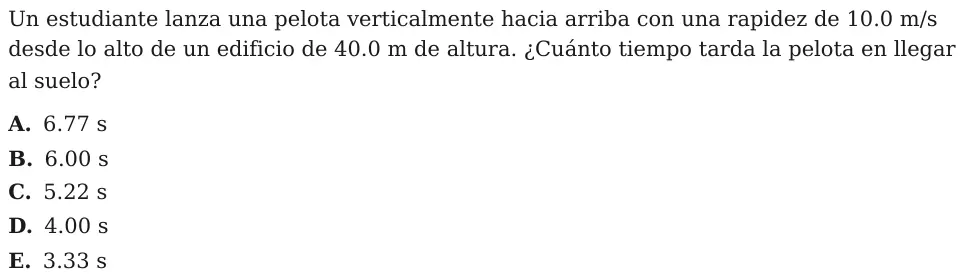 Un estudiante lanza una pelota verticalmente hacia arriba con una rapidez de 10.0 m/s
desde lo alto de un edificio de 40.0 m de altura. ¿Cuánto tiempo tarda la pelota en llegar
al suelo?
A. 6.77 s
B. 6.00 s
C. 5.22 s
D. 4.00 s
E. 3.33 s